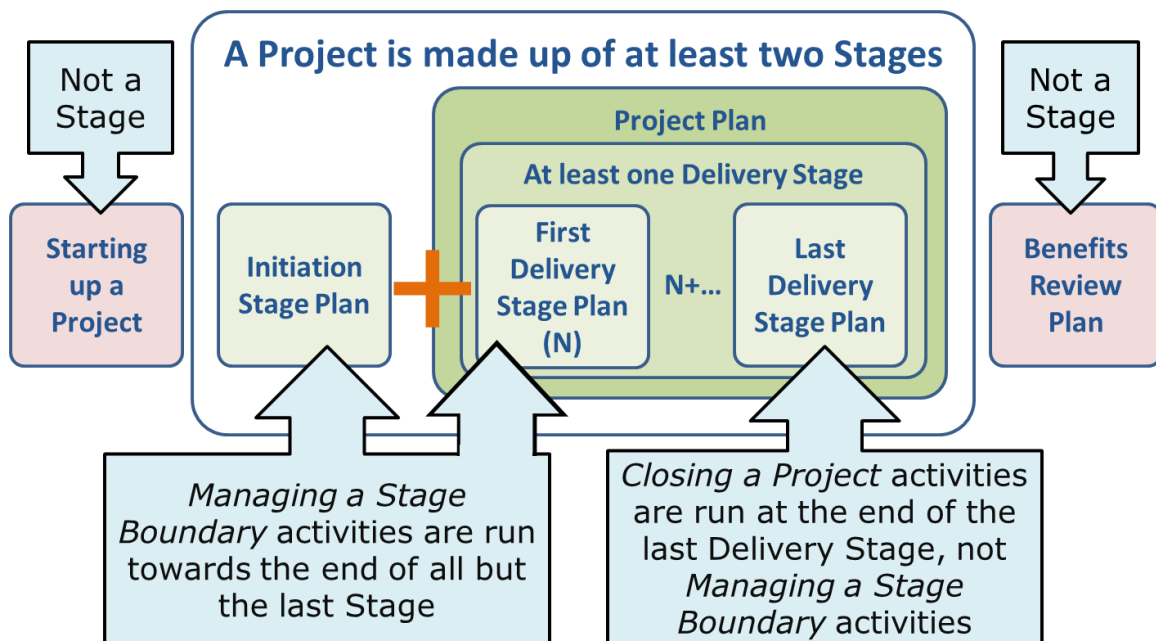 A Project is made up of at least two Stages
Not a
Stage
Not a
Stage
Project Plan
At least one Delivery Stage
Starting
up a
Project
Initiation
Stage Plan
First
Delivery
Stage Plan
(N)
N+...
Last
Delivery
Stage Plan
Benefits
Review
Plan
Managing a Stage
Boundary activities are run
towards the end of all but
the last Stage
Closing a Project activities
are run at the end of the
last Delivery Stage, not
Managing a Stage
Boundary activities